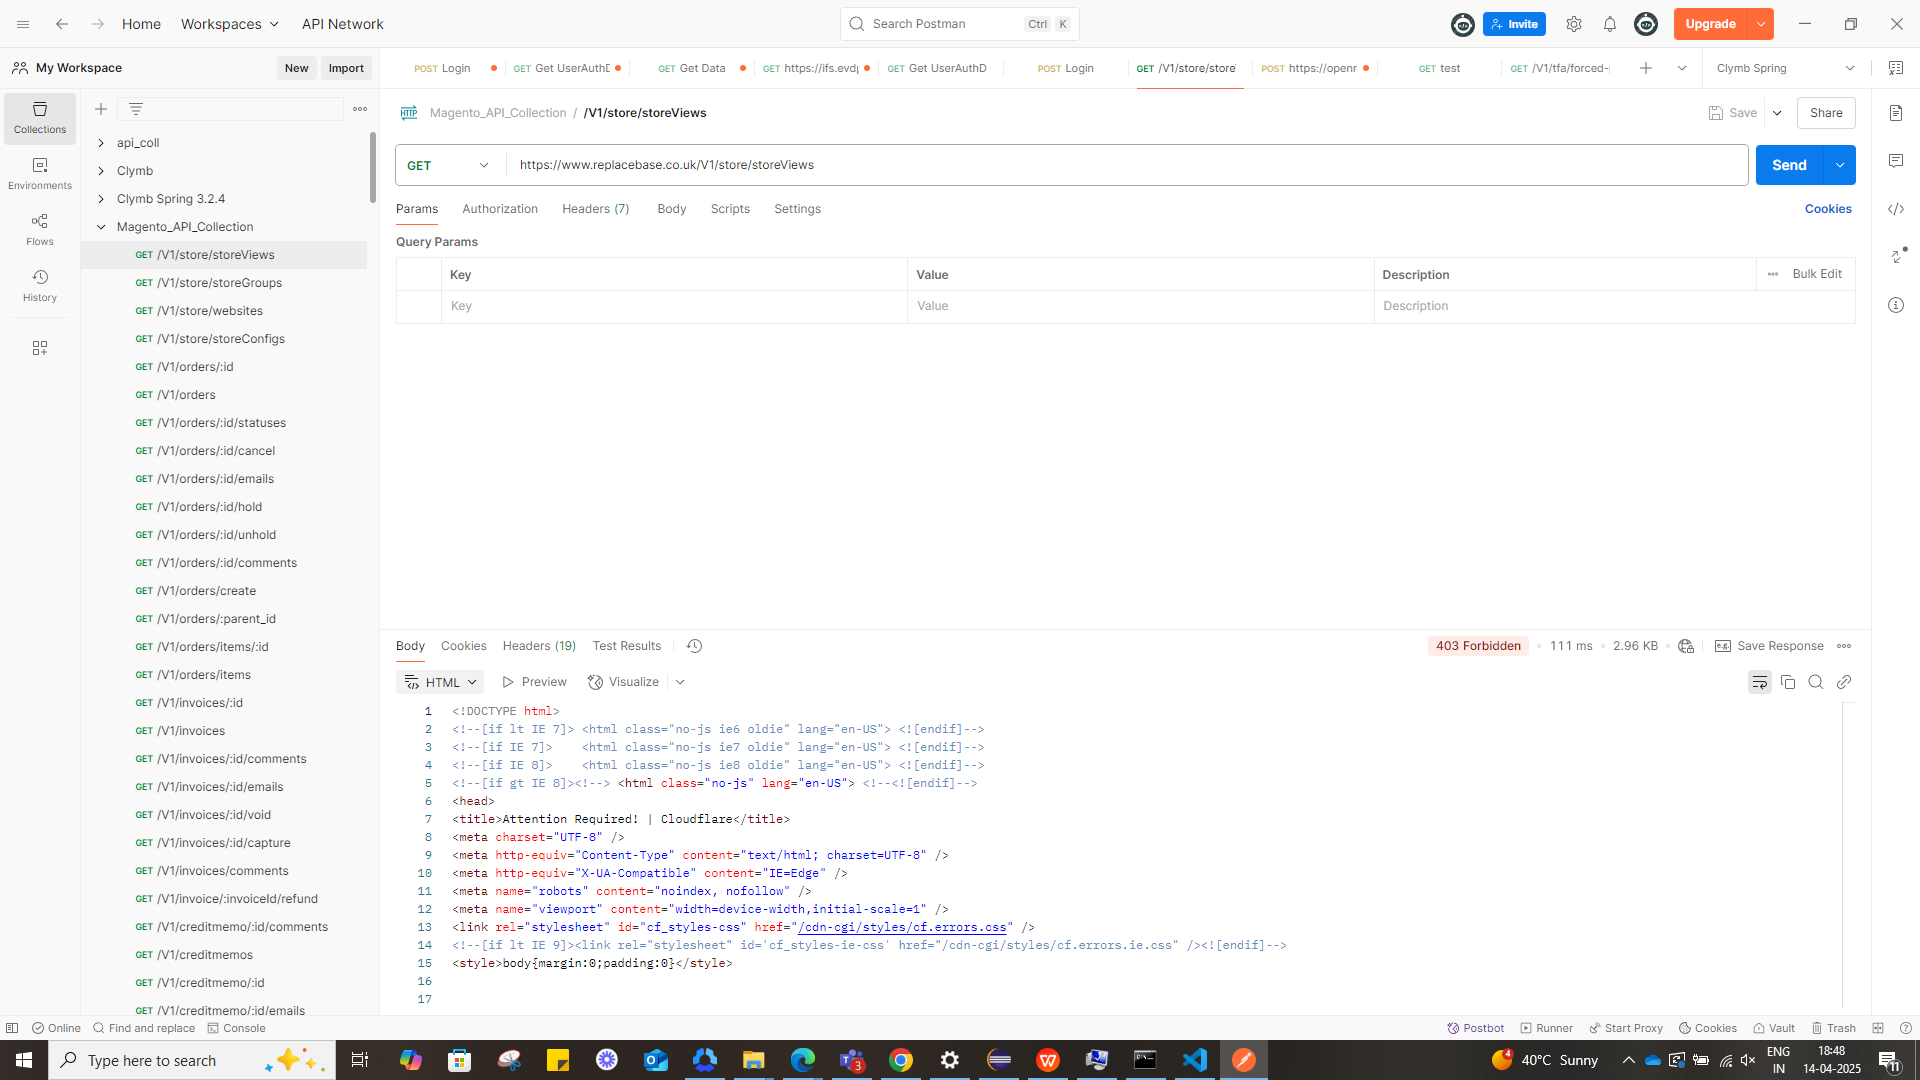 Home
Workspaces
API Network
Search Postman
Ctrl
K
Invite
Upgrade
My Workspace
New
Import
POST Login
GET Get UserAuthD
GET Get Data
POST https://ifs.evdp
GET Get UserAuthD
POST Login
GET /V1/store/store
POST https://openr
GET test
GET /V1/tfa/forced-
Clymb Spring
Collections
Environments
Flows
History
api_coll
Clymb
Clymb Spring 3.2.4
Magento_API_Collection
GET /V1/store/storeViews
GET /V1/store/storeGroups
GET /V1/store/websites
GET /V1/store/storeConfigs
GET /V1/orders/:id
GET /V1/orders
GET /V1/orders/:id/statuses
GET /V1/orders/:id/cancel
GET /V1/orders/:id/emails
GET /V1/orders/:id/hold
GET /V1/orders/:id/unhold
GET /V1/orders/:id/comments
GET /V1/orders/create
GET /V1/orders/:parent_id
GET /V1/orders/items/:id
GET /V1/orders/items
GET /V1/invoices/:id
GET /V1/invoices
GET /V1/invoices/:id/comments
GET /V1/invoices/:id/emails
GET /V1/invoices/:id/void
GET /V1/invoices/:id/capture
GET /V1/invoices/comments
GET /V1/invoice/:invoiceId/refund
GET /V1/creditmemo/:id/comments
GET /V1/creditmemos
GET /V1/creditmemo/:id
GET /V1/creditmemo/:id/emails
HTTP Magento_API_Collection / /V1/store/storeViews
Save
Share
GET
https://www.replacebase.co.uk/V1/store/storeViews
Send
Params
Authorization
Headers (7)
Body
Scripts
Settings
Cookies
Query Params
Key
Value
Description
Bulk Edit
Key
Value
Description
Body
Cookies
Headers (19)
Test Results
403 Forbidden
111 ms
2.96 KB
e.g. Save Response
HTML
Preview
Visualize
1 <!DOCTYPE html>
2 <!--[if lt IE 7]> <html class="no-js ie6 oldie" lang="en-US"> <![endif]-->
3 <!--[if IE 7]>    <html class="no-js ie7 oldie" lang="en-US"> <![endif]-->
4 <!--[if IE 8]>    <html class="no-js ie8 oldie" lang="en-US"> <![endif]-->
5 <!--[if gt IE 8]><!--> <html class="no-js" lang="en-US"> <!--<![endif]-->
6 <head>
7 <title>Attention Required! | Cloudflare</title>
8 <meta charset="UTF-8" />
9 <meta http-equiv="Content-Type" content="text/html; charset=UTF-8" />
10 <meta http-equiv="X-UA-Compatible" content="IE=Edge" />
11 <meta name="robots" content="noindex, nofollow" />
12 <meta name="viewport" content="width=device-width,initial-scale=1" />
13 <link rel="stylesheet" id="cf_styles-css" href="/cdn-cgi/styles/cf.errors.css" />
14 <!--[if lt IE 9]><link rel="stylesheet" id='cf_styles-ie-css' href="/cdn-cgi/styles/cf.errors.ie.css" /><![endif]-->
15 <style>body{margin:0;padding:0}</style>
16
17
Online
Find and replace
Console
Postbot
Runner
Start Proxy
Cookies
Vault
Trash
Type here to search
3
4
40°C Sunny
ENG
IN
18:48
14-04-2025
11